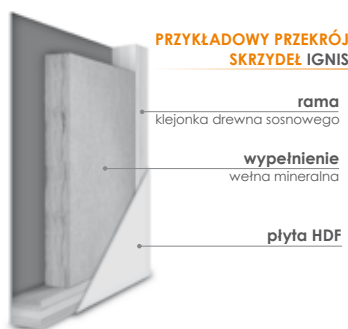 PRZYKŁADOWY PRZEKRÓJ
SKRZYDEŁ IGNIS
rama
klejonka drewna sosnowego
wypełnienie
wełna mineralna
płyta HDF